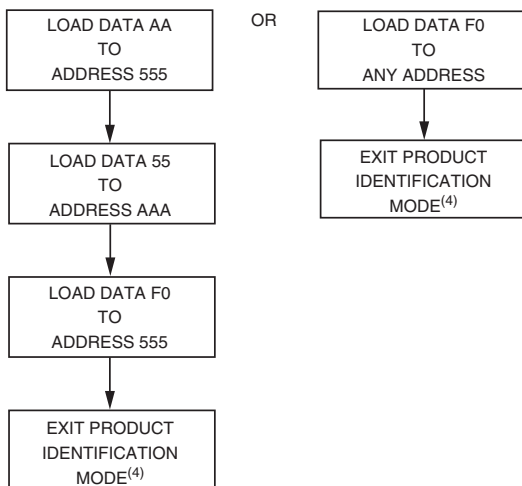 LOAD DATA AA
TO
ADDRESS 555
LOAD DATA 55
TO
ADDRESS AAA
LOAD DATA F0
TO
ADDRESS 555
EXIT PRODUCT
IDENTIFICATION
MODE(4)
OR
LOAD DATA F0
TO
ANY ADDRESS
EXIT PRODUCT
IDENTIFICATION
MODE(4)